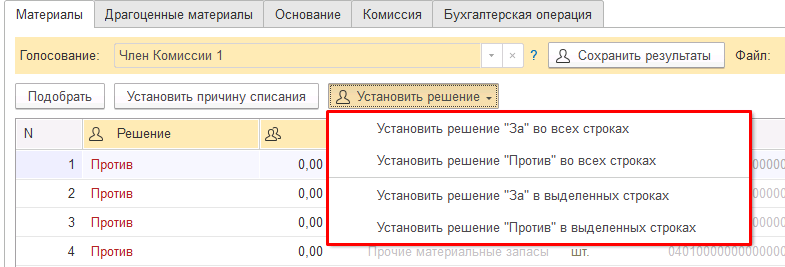 Материалы Драгоценные материалы Основание Комиссия Бухгалтерская операция
Голосование: Член Комиссии 1 ? Сохранить результаты Файл:
Подобрать Установить причину списания Установить решение
Установить решение "За" во всех строках
N Решение
Установить решение "Против" во всех строках
1 Против 0,00
Установить решение "За" в выделенных строках
2 Против 0,00
Установить решение "Против" в выделенных строках
3 Против 0,00
4 Против 0,00 Прочие материальные запасы шт.